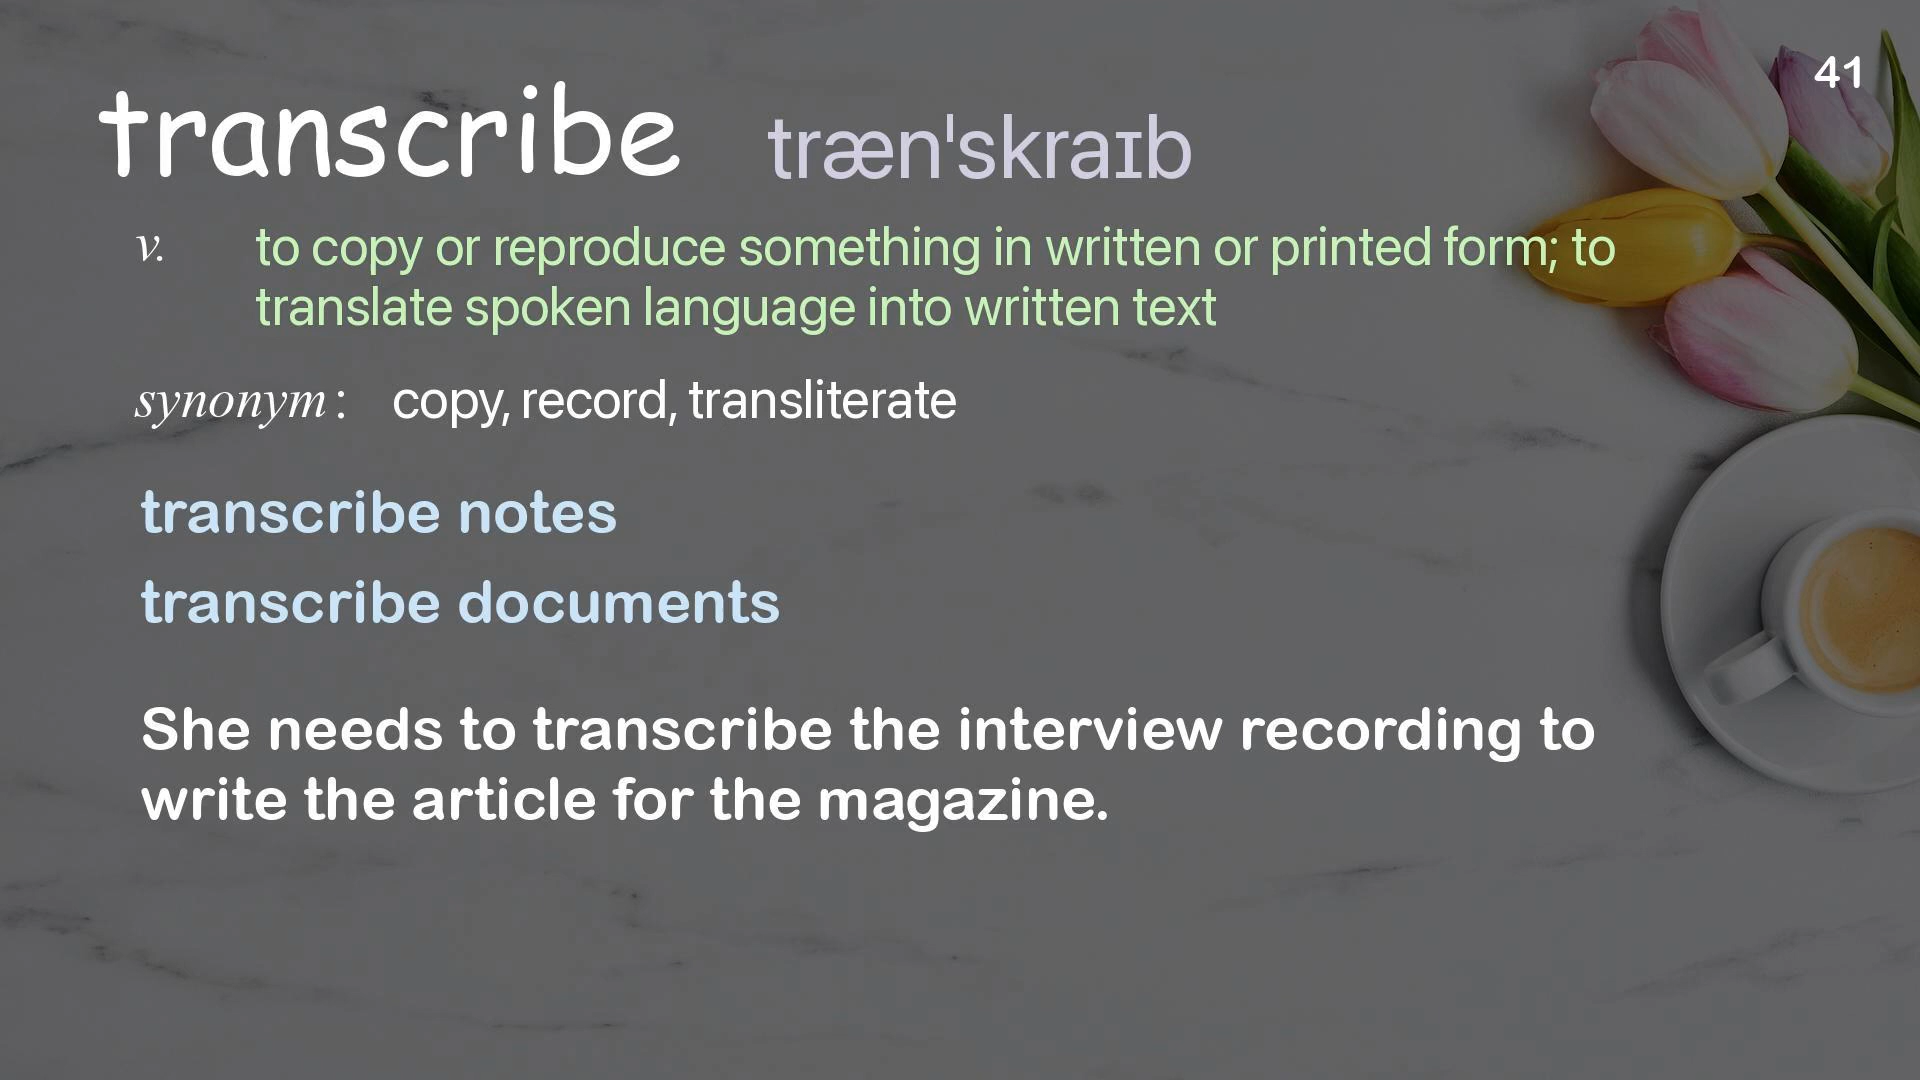 41
transcribe træn'skraɪb
v. to copy or reproduce something in written or printed form; to
translate spoken language into written text
synonym : copy, record, transliterate
transcribe notes
transcribe documents
She needs to transcribe the interview recording to
write the article for the magazine.